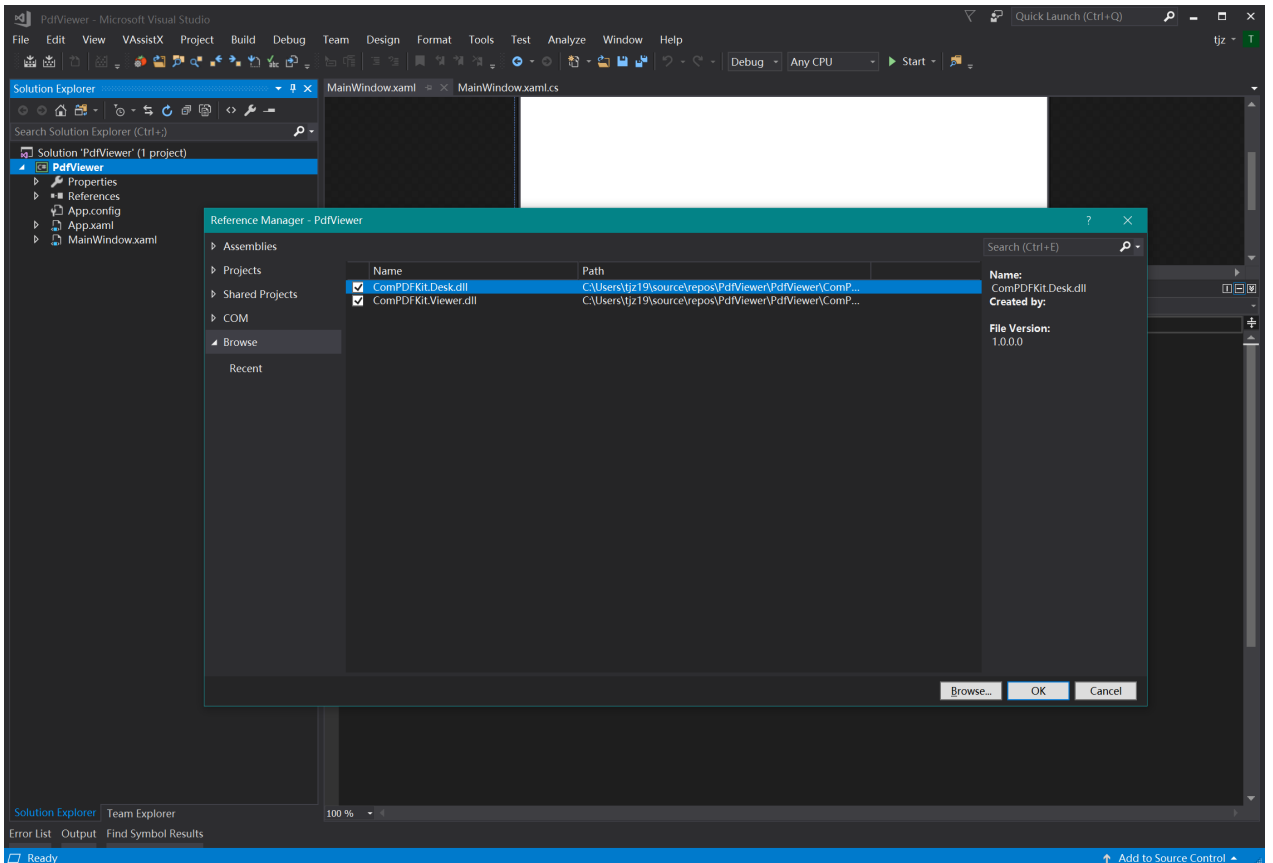 PdfViewer - Microsoft Visual Studio
Quick Launch (Ctrl+Q)
File Edit View VAssistX Project Build Debug Team Design Format Tools Test Analyze Window Help
tjz T
Debug Any CPU Start
Solution Explorer
MainWindow.xaml MainWindow.xaml.cs
Search Solution Explorer (Ctrl+;)
Solution 'PdfViewer' (1 project)
C# PdfViewer
Properties
References
App.config
App.xaml
MainWindow.xaml
Reference Manager - PdfViewer
?
Assemblies
Projects
Shared Projects
COM
Browse
Recent
Name Path
ComPDFKit.Desk.dll C:\Users\tjz19\source\repos\PdfViewer\PdfViewer\ComP...
ComPDFKit.Viewer.dll C:\Users\tjz19\source\repos\PdfViewer\PdfViewer\ComP...
Search (Ctrl+E)
Name:
ComPDFKit.Desk.dll
Created by:
File Version:
1.0.0.0
Browse... OK Cancel
100 %
Solution Explorer Team Explorer
Error List Output Find Symbol Results
Ready
Add to Source Control